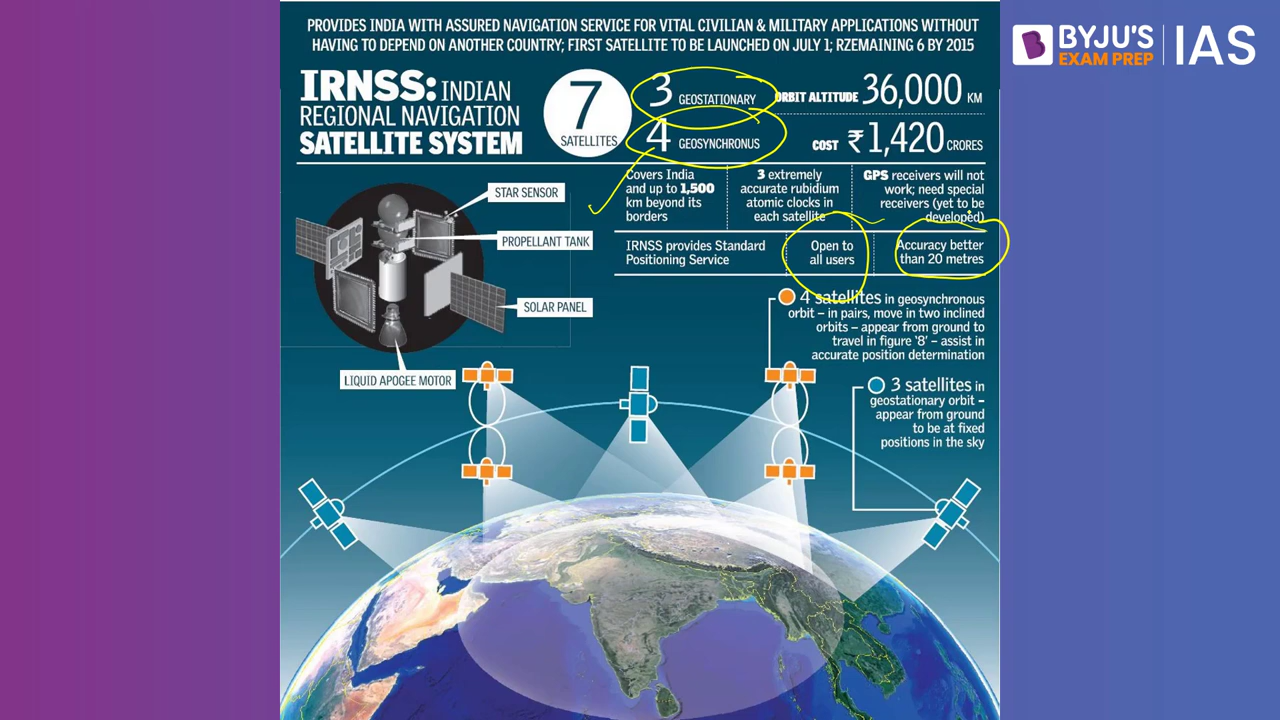 PROVIDES INDIA WITH ASSURED NAVIGATION SERVICE FOR VITAL CIVILIAN & MILITARY APPLICATIONS WITHOUT
HAVING TO DEPEND ON ANOTHER COUNTRY; FIRST SATELLITE TO BE LAUNCHED ON JULY 1; RZEMAINING 6 BY 2015
BYJU'S
EXAM PREP
IAS
IRNSS: INDIAN
REGIONAL NAVIGATION
SATELLITE SYSTEM
7
SATELLITES
3 GEOSTATIONARY
4 GEOSYNCHRONUS
ORBIT ALTITUDE 36,000 KM
COST ₹1,420 CRORES
Covers India
and up to 1,500
km beyond its
borders
3 extremely
accurate rubidium
atomic clocks in
each satellite
GPS receivers will not
work; need special
receivers (yet to be
developed)
IRNSS provides Standard
Positioning Service
Open to
all users
Accuracy better
than 20 metres
STAR SENSOR
PROPELLANT TANK
SOLAR PANEL
LIQUID APOGEE MOTOR
4 satellites in geosynchronous
orbit – in pairs, move in two inclined
orbits – appear from ground to
travel in figure '8' – assist in
accurate position determination
3 satellites in
geostationary orbit –
appear from ground
to be at fixed
positions in the sky